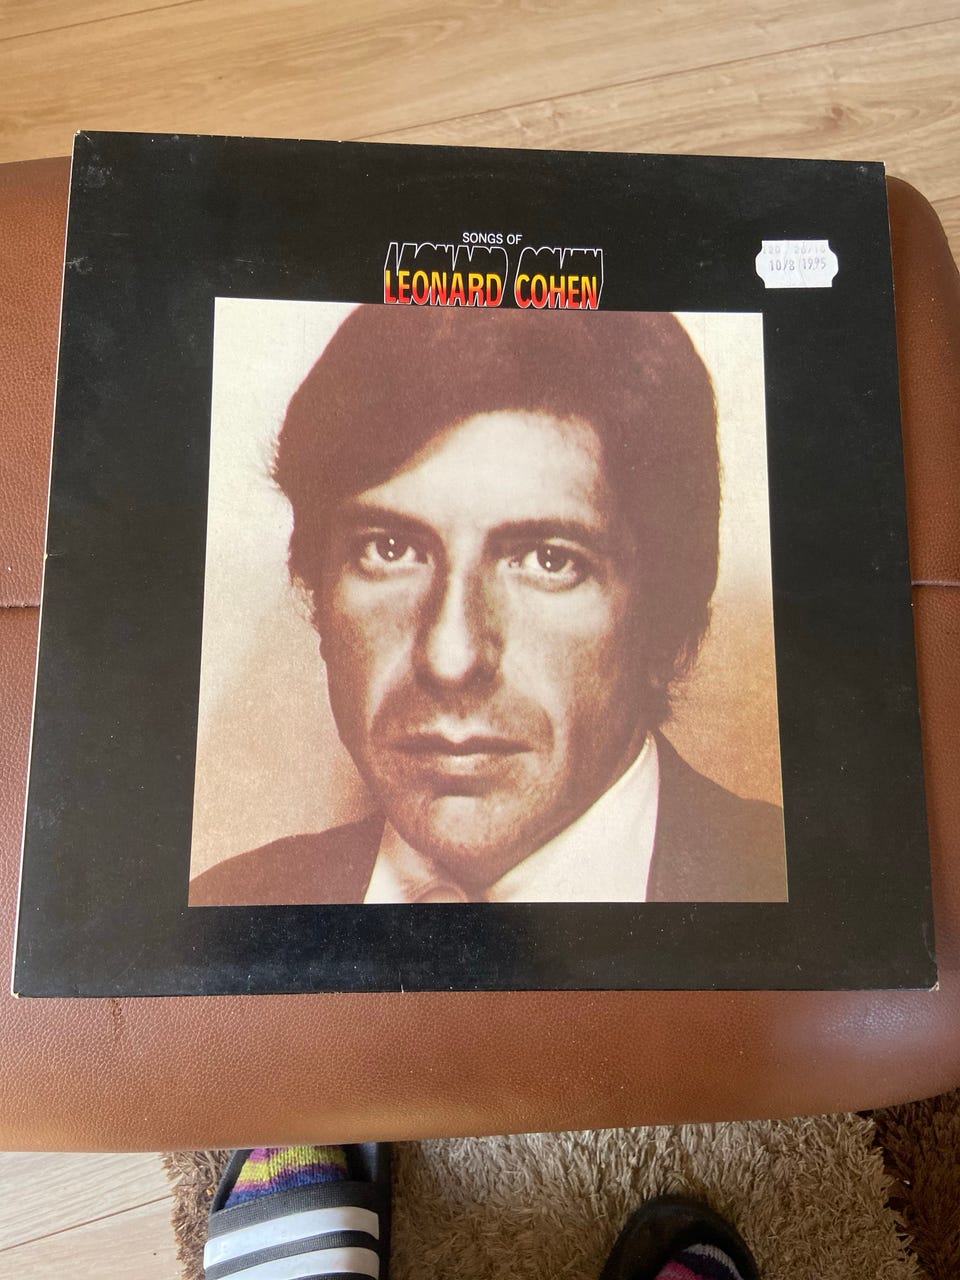 SONGS OF
LEONARD COHEN
10/8 1995